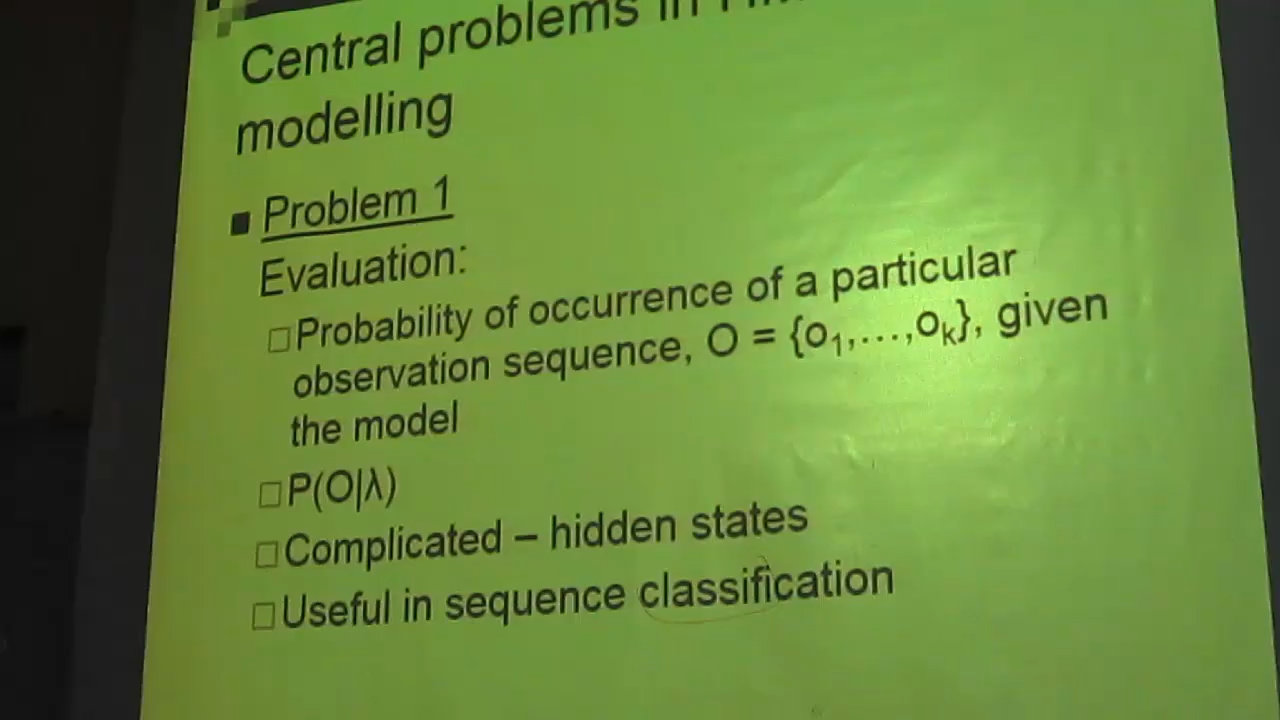 Central problems in
modelling
Problem 1
Evaluation:
Probability of occurrence of a particular
observation sequence, O = {o1,…,ok}, given
the model
P(O|λ)
Complicated – hidden states
Useful in sequence classification